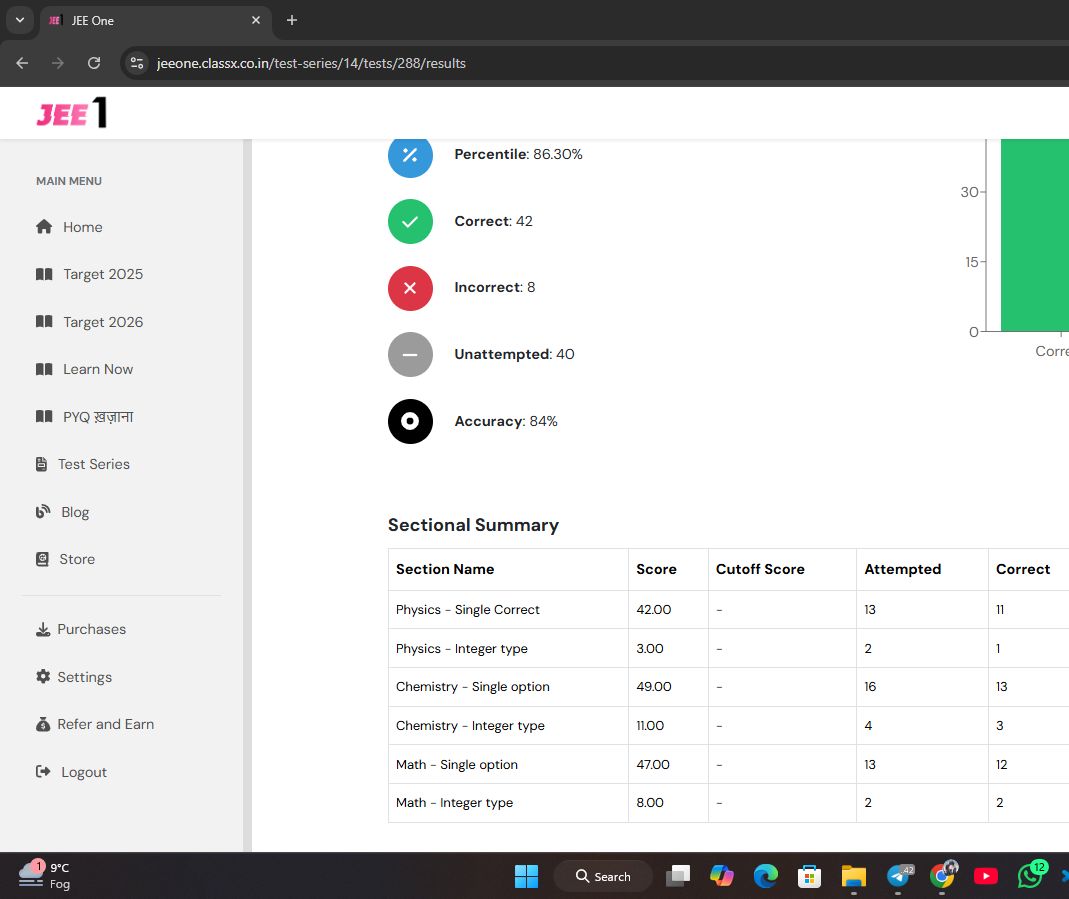 JEE JEE One
jeeone.classx.co.in/test-series/14/tests/288/results
JEE 1
MAIN MENU
Home
Target 2025
Target 2026
Learn Now
PYQ ख़ज़ाना
Test Series
Blog
Store
Purchases
Settings
Refer and Earn
Logout
Percentile: 86.30%
Correct: 42
Incorrect: 8
Unattempted: 40
Accuracy: 84%
30
15
0
Corre
Sectional Summary
Section Name Score Cutoff Score Attempted Correct
Physics - Single Correct 42.00 - 13 11
Physics - Integer type 3.00 - 2 1
Chemistry - Single option 49.00 - 16 13
Chemistry - Integer type 11.00 - 4 3
Math - Single option 47.00 - 13 12
Math - Integer type 8.00 - 2 2
1
9°C
Fog
Search
42
12